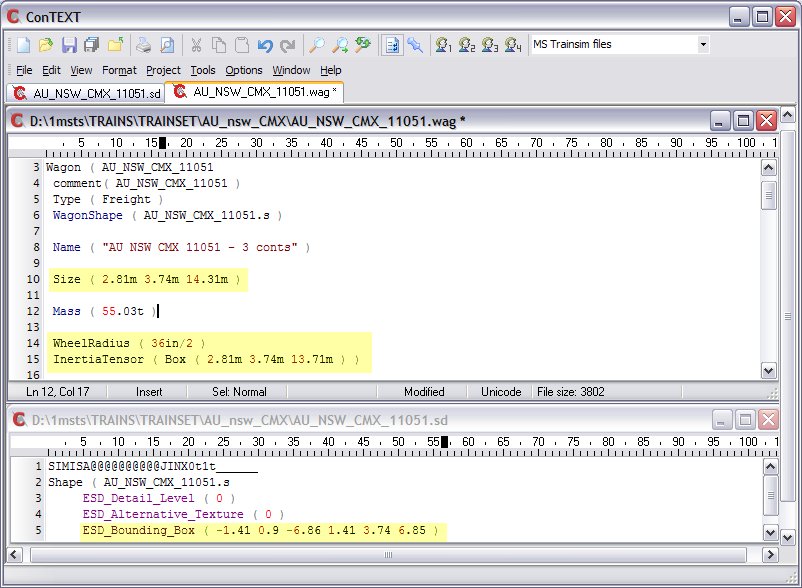 ConTEXT
1 2 3 4 MS Trainsim files
File Edit View Format Project Tools Options Window Help
AU_NSW_CMX_11051.sd AU_NSW_CMX_11051.wag *
D:\1msts\TRAINS\TRAINSET\AU_nsw_CMX\AU_NSW_CMX_11051.wag *
5 10 15 20 25 30 35 40 45 50 55 60 65 70 75 80 85 90 95 100 1
3 Wagon ( AU_NSW_CMX_11051
4 comment( AU_NSW_CMX_11051 )
5 Type ( Freight )
6 WagonShape ( AU_NSW_CMX_11051.s )
7
8 Name ( "AU NSW CMX 11051 - 3 conts" )
9
10 Size ( 2.81m 3.74m 14.31m )
11
12 Mass ( 55.03t )
13
14 WheelRadius ( 36in/2 )
15 InertiaTensor ( Box ( 2.81m 3.74m 13.71m ) )
16
Ln 12, Col 17 Insert Sel: Normal Modified Unicode File size: 3802
D:\1msts\TRAINS\TRAINSET\AU_nsw_CMX\AU_NSW_CMX_11051.sd
5 10 15 20 25 30 35 40 45 50 55 60 65 70 75 80 85 90 95 100 1
1 SIMISA@@@@@@@@@@JINX0t1t______
2 Shape ( AU_NSW_CMX_11051.s
3 ESD_Detail_Level ( 0 )
4 ESD_Alternative_Texture ( 0 )
5 ESD_Bounding_Box ( -1.41 0.9 -6.86 1.41 3.74 6.85 )